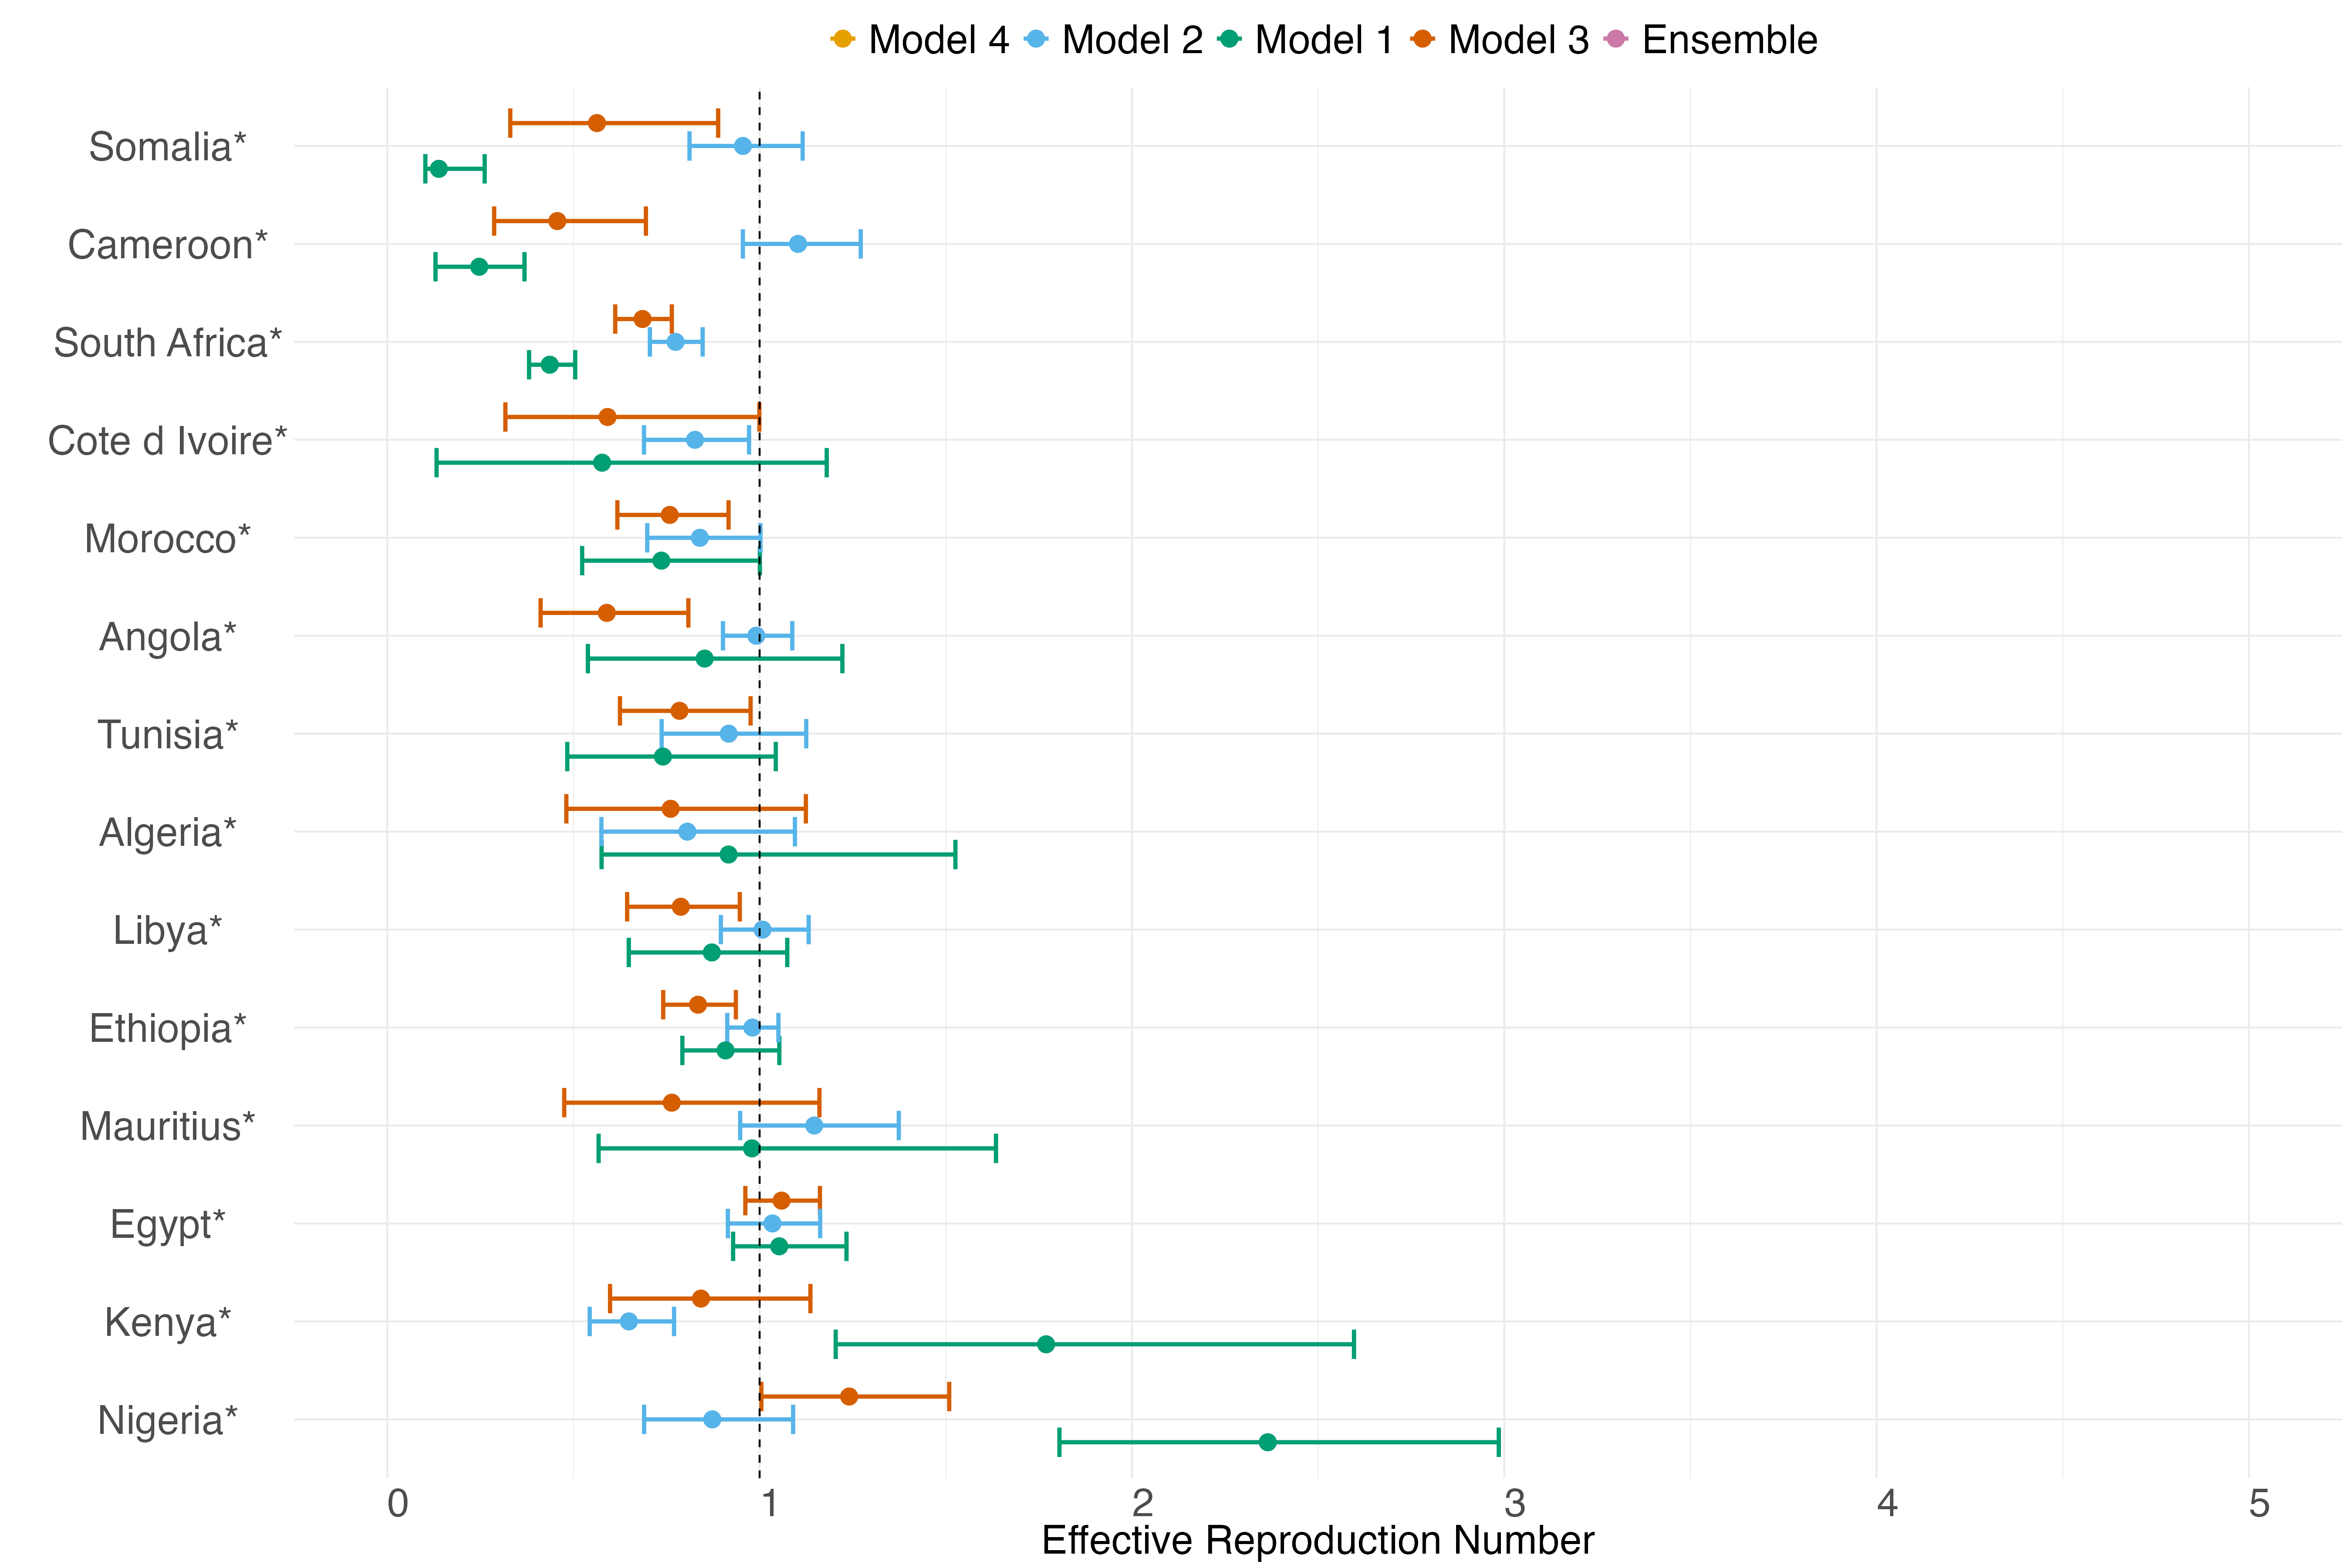 Model 4 Model 2 Model 1 Model 3 Ensemble
Somalia*
Cameroon*
South Africa*
Cote d Ivoire*
Morocco*
Angola*
Tunisia*
Algeria*
Libya*
Ethiopia*
Mauritius*
Egypt*
Kenya*
Nigeria*
0 1 2 3 4 5
Effective Reproduction Number